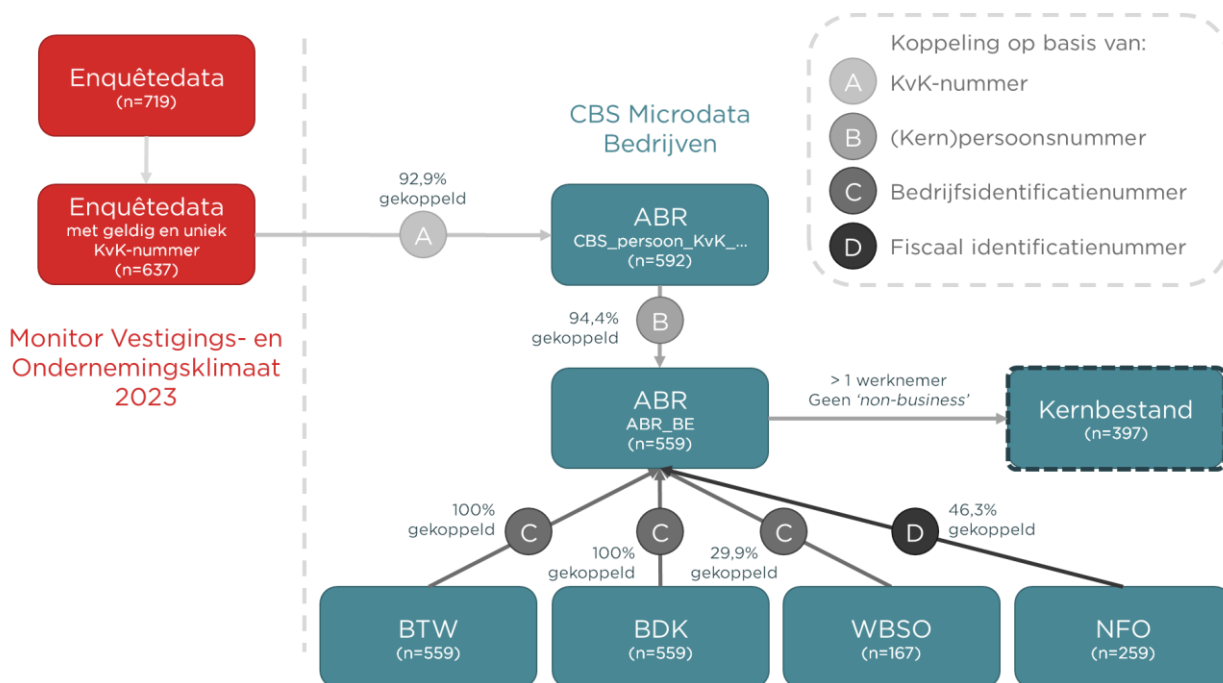 Enquêtedata
(n=719)
Enquêtedata
met geldig en uniek
KvK-nummer
(n=637)
Monitor Vestigings- en
Ondernemingsklimaat
2023
92,9%
gekoppeld
A
CBS Microdata
Bedrijven
ABR
CBS_persoon_KvK_...
(n=592)
94,4%
gekoppeld
B
ABR
ABR_BE
(n=559)
> 1 werknemer
Geen ‘non-business’
Kernbestand
(n=397)
Koppeling op basis van:
A KvK-nummer
B (Kern)persoonsnummer
C Bedrijfsidentificatienummer
D Fiscaal identificatienummer
100%
gekoppeld
C
100%
gekoppeld
C
29,9%
gekoppeld
C
46,3%
gekoppeld
D
BTW
(n=559)
BDK
(n=559)
WBSO
(n=167)
NFO
(n=259)